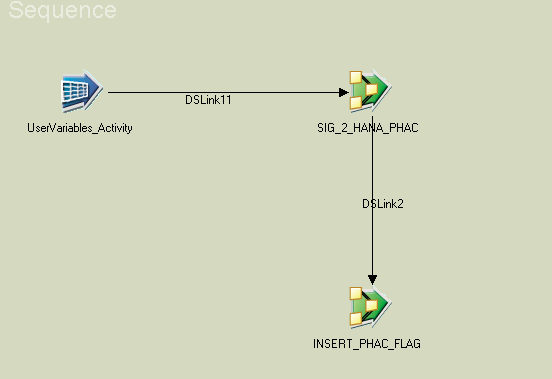 Sequence
DSLink11
UserVariables_Activity
SIG_2_HANA_PHAC
DSLink2
INSERT_PHAC_FLAG